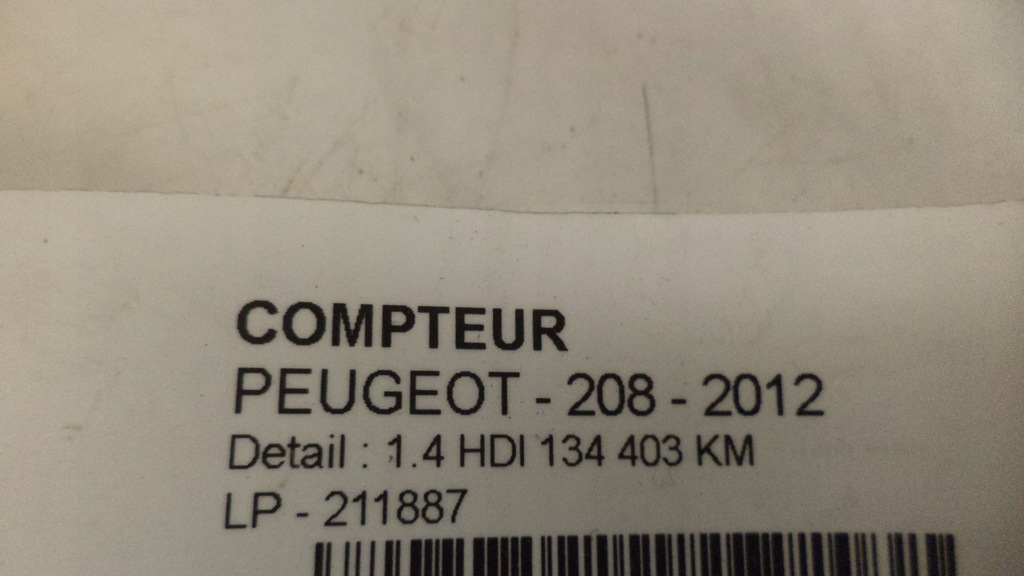 COMPTEUR
PEUGEOT - 208 - 2012
Detail : 1.4 HDI 134 403 KM
LP - 211887